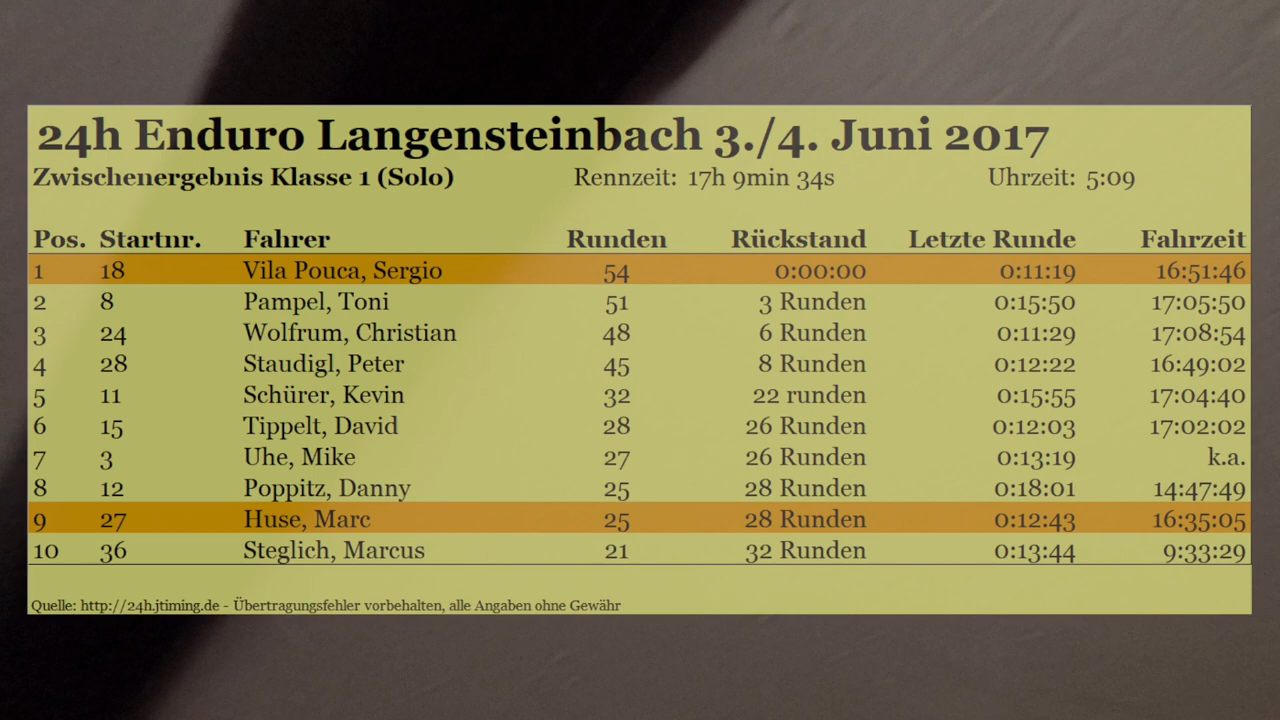 24h Enduro Langensteinbach 3./4. Juni 2017
Zwischenergebnis Klasse 1 (Solo) Rennzeit: 17h 9min 34s Uhrzeit: 5:09
Pos. Startnr. Fahrer Runden Rückstand Letzte Runde Fahrzeit
1 18 Vila Pouca, Sergio 54 0:00:00 0:11:19 16:51:46
2 8 Pampel, Toni 51 3 Runden 0:15:50 17:05:50
3 24 Wolfrum, Christian 48 6 Runden 0:11:29 17:08:54
4 28 Staudigl, Peter 45 8 Runden 0:12:22 16:49:02
5 11 Schürer, Kevin 32 22 runden 0:15:55 17:04:40
6 15 Tippelt, David 28 26 Runden 0:12:03 17:02:02
7 3 Uhe, Mike 27 26 Runden 0:13:19 k.a.
8 12 Poppitz, Danny 25 28 Runden 0:18:01 14:47:49
9 27 Huse, Marc 25 28 Runden 0:12:43 16:35:05
10 36 Steglich, Marcus 21 32 Runden 0:13:44 9:33:29
Quelle: http://24h.jtiming.de - Übertragungsfehler vorbehalten, alle Angaben ohne Gewähr